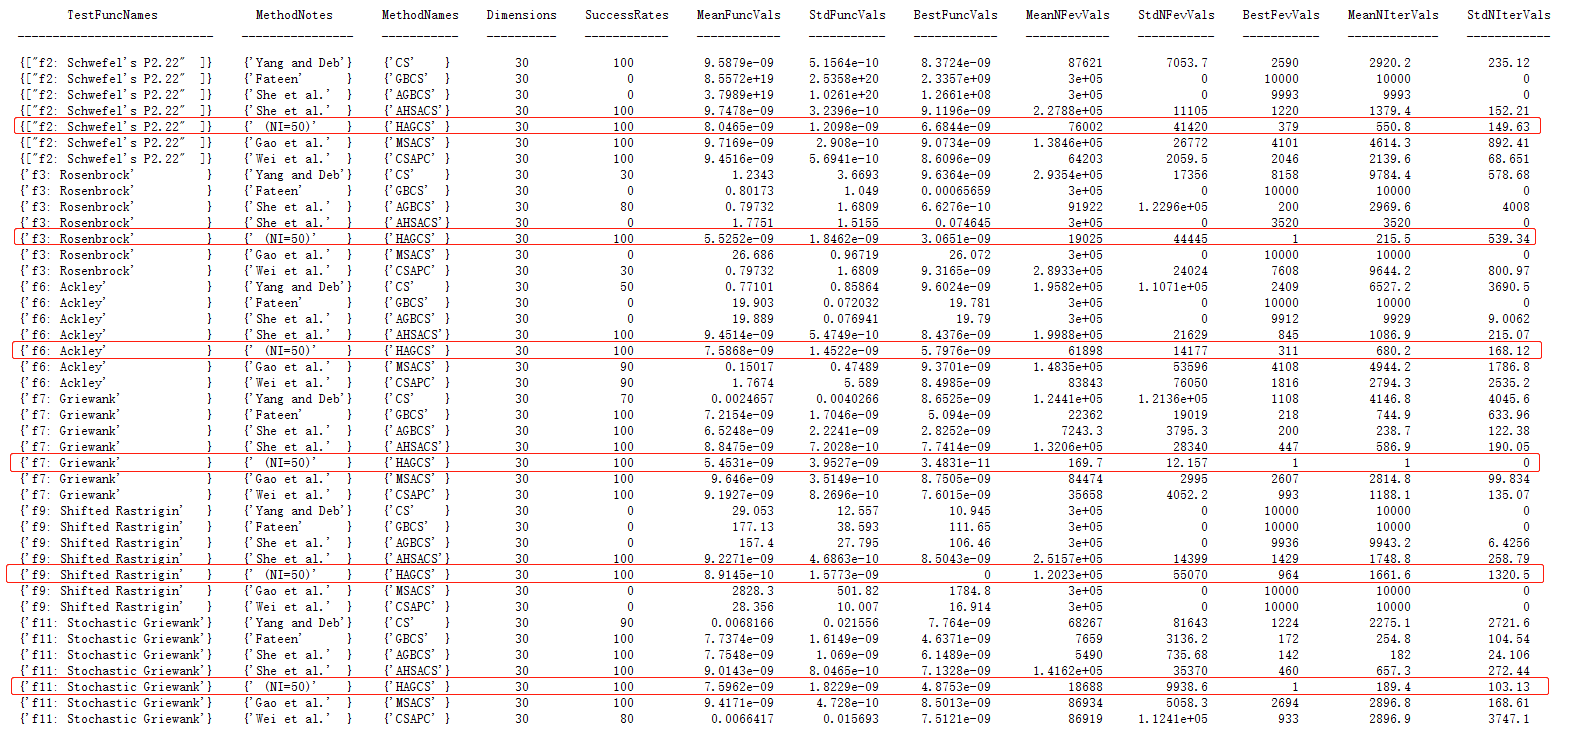 TestFuncNames MethodNotes MethodNames Dimensions SuccessRates MeanFuncVals StdFuncVals BestFuncVals MeanNFevVals StdNFevVals BestFevVals MeanNIterVals StdNIterVals
____________________________ ________________ ___________ __________ ____________ ____________ ___________ ____________ ____________ ___________ ___________ _____________ ____________
{["f2: Schwefel's P2.22" ]} {'Yang and Deb'} {'CS' } 30 100 9.5879e-09 5.1564e-10 8.3724e-09 87621 7053.7 2590 2920.2 235.12
{["f2: Schwefel's P2.22" ]} {'Fateen' } {'GBCS' } 30 0 8.5572e+19 2.5358e+20 2.3357e+09 3e+05 0 10000 10000 0
{["f2: Schwefel's P2.22" ]} {'She et al.' } {'AGBCS' } 30 0 3.7989e+19 1.0261e+20 1.2661e+08 3e+05 0 9993 9993 0
{["f2: Schwefel's P2.22" ]} {'She et al.' } {'AHSACS'} 30 100 9.7478e-09 3.2396e-10 9.1196e-09 2.2788e+05 11105 1220 1379.4 152.21
{["f2: Schwefel's P2.22" ]} {' (NI=50)' } {'HAGCS' } 30 100 8.0465e-09 1.2098e-09 6.6844e-09 76002 41420 379 550.8 149.63
{["f2: Schwefel's P2.22" ]} {'Gao et al.' } {'MSACS' } 30 100 9.7169e-09 2.908e-10 9.0734e-09 1.3846e+05 26772 4101 4614.3 892.41
{["f2: Schwefel's P2.22" ]} {'Wei et al.' } {'CSAPC' } 30 100 9.4516e-09 5.6941e-10 8.6096e-09 64203 2059.5 2046 2139.6 68.651
{'f3: Rosenbrock' } {'Yang and Deb'} {'CS' } 30 30 1.2343 3.6693 9.6364e-09 2.9354e+05 17356 8158 9784.4 578.68
{'f3: Rosenbrock' } {'Fateen' } {'GBCS' } 30 0 0.80173 1.049 0.00065659 3e+05 0 10000 10000 0
{'f3: Rosenbrock' } {'She et al.' } {'AGBCS' } 30 80 0.79732 1.6809 6.6276e-10 91922 1.2296e+05 200 2969.6 4008
{'f3: Rosenbrock' } {'She et al.' } {'AHSACS'} 30 0 1.7751 1.5155 0.074645 3e+05 0 3520 3520 0
{'f3: Rosenbrock' } {' (NI=50)' } {'HAGCS' } 30 100 5.5252e-09 1.8462e-09 3.0651e-09 19025 44445 1 215.5 539.34
{'f3: Rosenbrock' } {'Gao et al.' } {'MSACS' } 30 0 26.686 0.96719 26.072 3e+05 0 10000 10000 0
{'f3: Rosenbrock' } {'Wei et al.' } {'CSAPC' } 30 30 0.79732 1.6809 9.3165e-09 2.8933e+05 24024 7608 9644.2 800.97
{'f6: Ackley' } {'Yang and Deb'} {'CS' } 30 50 0.77101 0.85864 9.6024e-09 1.9582e+05 1.1071e+05 2409 6527.2 3690.5
{'f6: Ackley' } {'Fateen' } {'GBCS' } 30 0 19.903 0.072032 19.781 3e+05 0 10000 10000 0
{'f6: Ackley' } {'She et al.' } {'AGBCS' } 30 0 19.889 0.076941 19.79 3e+05 0 9912 9929 9.0062
{'f6: Ackley' } {'She et al.' } {'AHSACS'} 30 100 9.4514e-09 5.4749e-10 8.4376e-09 1.9988e+05 21629 845 1086.9 215.07
{'f6: Ackley' } {' (NI=50)' } {'HAGCS' } 30 100 7.5868e-09 1.4522e-09 5.7976e-09 61898 14177 311 680.2 168.12
{'f6: Ackley' } {'Gao et al.' } {'MSACS' } 30 90 0.15017 0.47489 9.3701e-09 1.4835e+05 53596 4108 4944.2 1786.8
{'f6: Ackley' } {'Wei et al.' } {'CSAPC' } 30 90 1.7674 5.589 8.4985e-09 83843 76050 1816 2794.3 2535.2
{'f7: Griewank' } {'Yang and Deb'} {'CS' } 30 70 0.0024657 0.0040266 8.6525e-09 1.2441e+05 1.2136e+05 1108 4146.8 4045.6
{'f7: Griewank' } {'Fateen' } {'GBCS' } 30 100 7.2154e-09 1.7046e-09 5.094e-09 22362 19019 218 744.9 633.96
{'f7: Griewank' } {'She et al.' } {'AGBCS' } 30 100 6.5248e-09 2.2241e-09 2.8252e-09 7243.3 3795.3 200 238.7 122.38
{'f7: Griewank' } {'She et al.' } {'AHSACS'} 30 100 8.8475e-09 7.2028e-10 7.7414e-09 1.3206e+05 28340 447 586.9 190.05
{'f7: Griewank' } {' (NI=50)' } {'HAGCS' } 30 100 5.4531e-09 3.9527e-09 3.4831e-11 169.7 12.157 1 1 0
{'f7: Griewank' } {'Gao et al.' } {'MSACS' } 30 100 9.646e-09 3.5149e-10 8.7505e-09 84474 2995 2607 2814.8 99.834
{'f7: Griewank' } {'Wei et al.' } {'CSAPC' } 30 100 9.1927e-09 8.2696e-10 7.6015e-09 35658 4052.2 993 1188.1 135.07
{'f9: Shifted Rastrigin' } {'Yang and Deb'} {'CS' } 30 0 29.053 12.557 10.945 3e+05 0 10000 10000 0
{'f9: Shifted Rastrigin' } {'Fateen' } {'GBCS' } 30 0 177.13 38.593 111.65 3e+05 0 10000 10000 0
{'f9: Shifted Rastrigin' } {'She et al.' } {'AGBCS' } 30 0 157.4 27.795 106.46 3e+05 0 9936 9943.2 6.4256
{'f9: Shifted Rastrigin' } {'She et al.' } {'AHSACS'} 30 100 9.2271e-09 4.6863e-10 8.5043e-09 2.5157e+05 14399 1429 1748.8 258.79
{'f9: Shifted Rastrigin' } {' (NI=50)' } {'HAGCS' } 30 100 8.9145e-10 1.5773e-09 0 1.2023e+05 55070 964 1661.6 1320.5
{'f9: Shifted Rastrigin' } {'Gao et al.' } {'MSACS' } 30 0 2828.3 501.82 1784.8 3e+05 0 10000 10000 0
{'f9: Shifted Rastrigin' } {'Wei et al.' } {'CSAPC' } 30 0 28.356 10.007 16.914 3e+05 0 10000 10000 0
{'f11: Stochastic Griewank'} {'Yang and Deb'} {'CS' } 30 90 0.0068166 0.021556 7.764e-09 68267 81643 1224 2275.1 2721.6
{'f11: Stochastic Griewank'} {'Fateen' } {'GBCS' } 30 100 7.7374e-09 1.6149e-09 4.6371e-09 7659 3136.2 172 254.8 104.54
{'f11: Stochastic Griewank'} {'She et al.' } {'AGBCS' } 30 100 7.7548e-09 1.069e-09 6.1489e-09 5490 735.68 142 182 24.106
{'f11: Stochastic Griewank'} {'She et al.' } {'AHSACS'} 30 100 9.0143e-09 8.0465e-10 7.1328e-09 1.4162e+05 35370 460 657.3 272.44
{'f11: Stochastic Griewank'} {' (NI=50)' } {'HAGCS' } 30 100 7.5962e-09 1.8229e-09 4.8753e-09 18688 9938.6 1 189.4 103.13
{'f11: Stochastic Griewank'} {'Gao et al.' } {'MSACS' } 30 100 9.4171e-09 4.728e-10 8.5013e-09 86934 5058.3 2694 2896.8 168.61
{'f11: Stochastic Griewank'} {'Wei et al.' } {'CSAPC' } 30 80 0.0066417 0.015693 7.5121e-09 86919 1.1241e+05 933 2896.9 3747.1